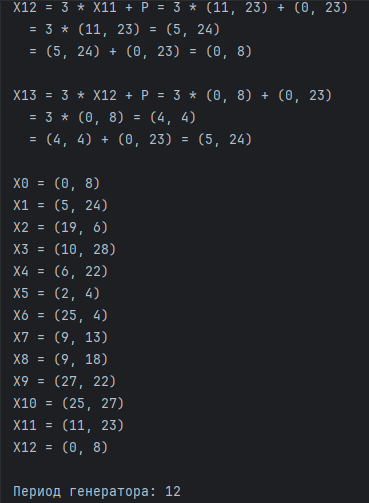 X12 = 3 * X11 + P = 3 * (11, 23) + (0, 23)
= 3 * (11, 23) = (5, 24)
= (5, 24) + (0, 23) = (0, 8)
X13 = 3 * X12 + P = 3 * (0, 8) + (0, 23)
= 3 * (0, 8) = (4, 4)
= (4, 4) + (0, 23) = (5, 24)
X0 = (0, 8)
X1 = (5, 24)
X2 = (19, 6)
X3 = (10, 28)
X4 = (6, 22)
X5 = (2, 4)
X6 = (25, 4)
X7 = (9, 13)
X8 = (9, 18)
X9 = (27, 22)
X10 = (25, 27)
X11 = (11, 23)
X12 = (0, 8)
Период генератора: 12